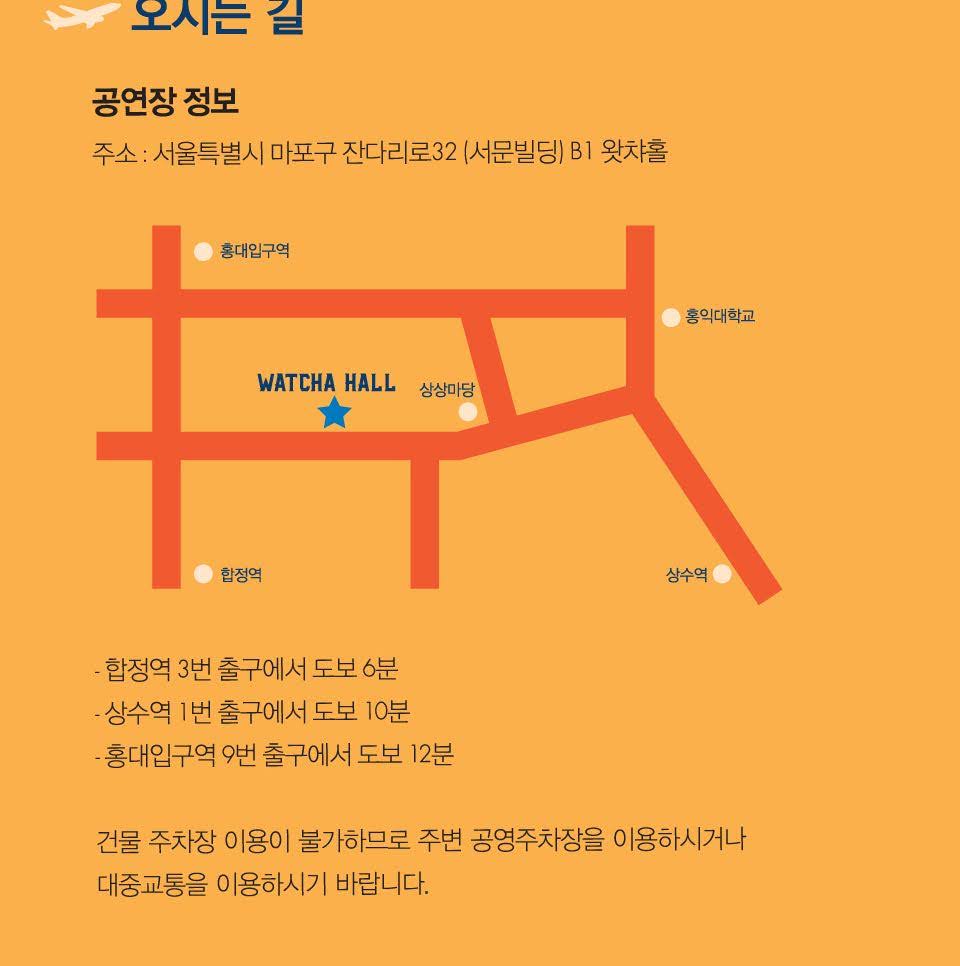 오시는 길
공연장 정보
주소 : 서울특별시 마포구 잔다리로32 (서문빌딩) B1 왓챠홀
홍대입구역
홍익대학교
WATCHA HALL
상상마당
합정역
상수역
- 합정역 3번 출구에서 도보 6분
- 상수역 1번 출구에서 도보 10분
- 홍대입구역 9번 출구에서 도보 12분
건물 주차장 이용이 불가하므로 주변 공영주차장을 이용하시거나
대중교통을 이용하시기 바랍니다.